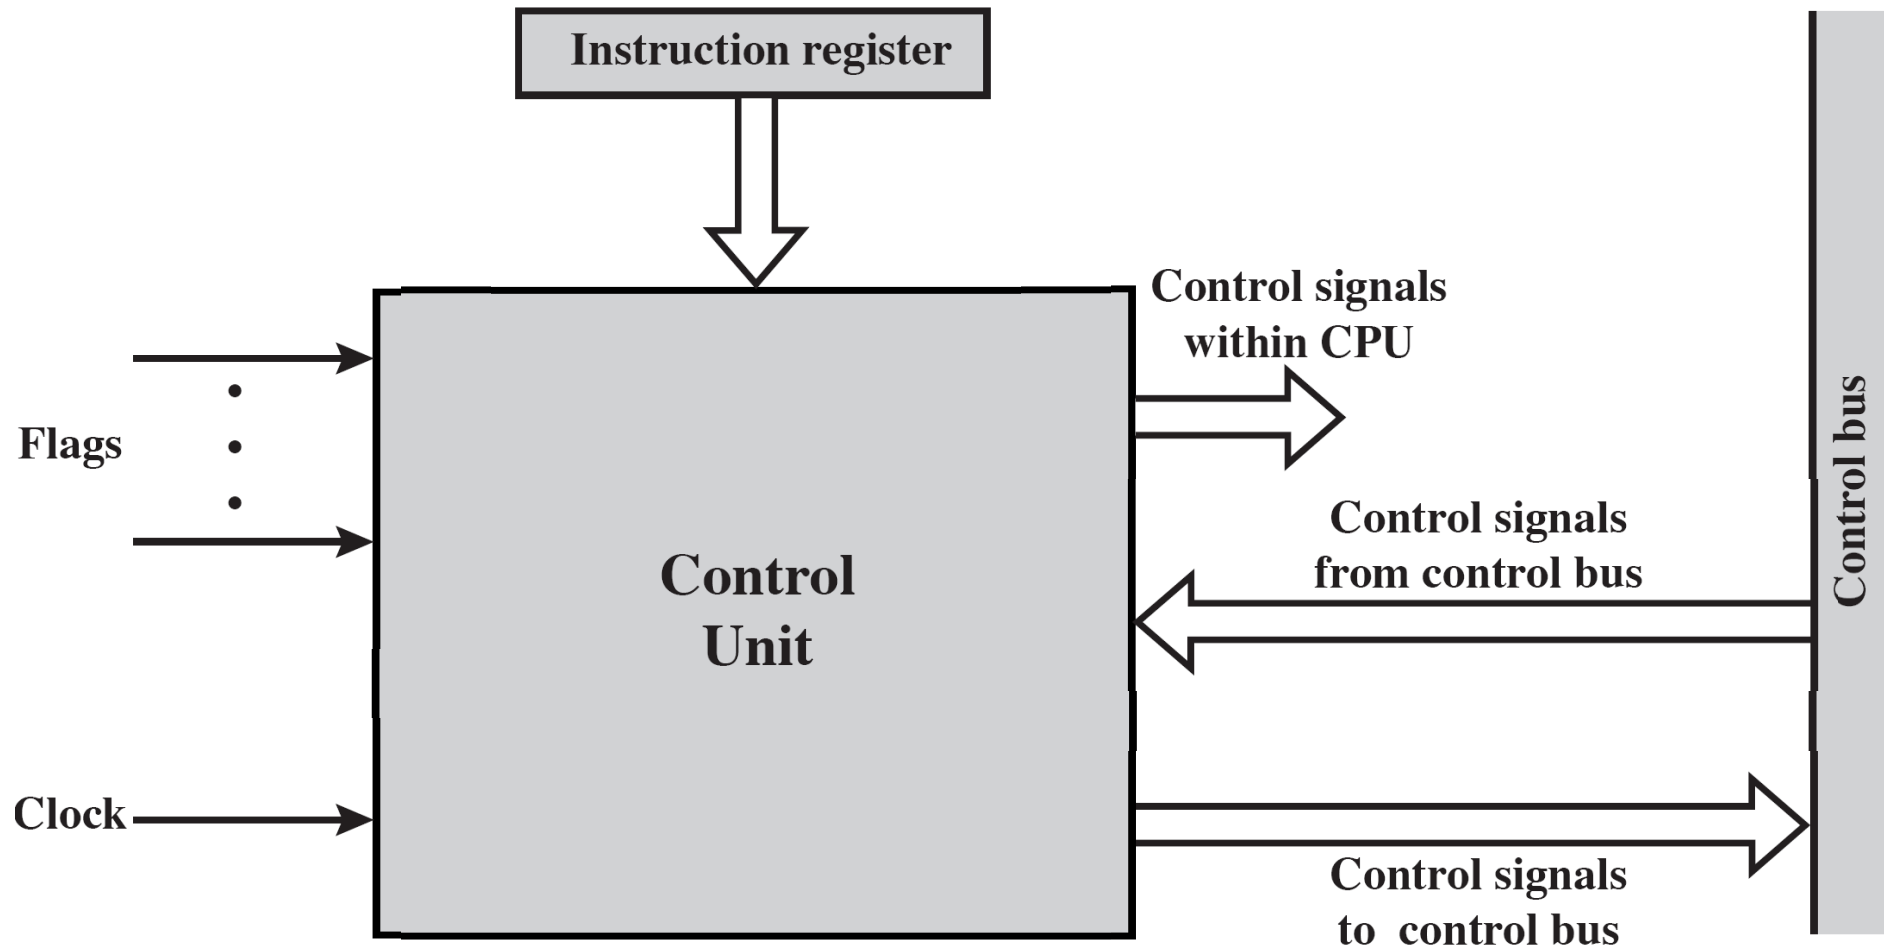 Instruction register
Control signals
within CPU
Flags
Control signals
from control bus
Control bus
Control
Unit
Clock
Control signals
to control bus